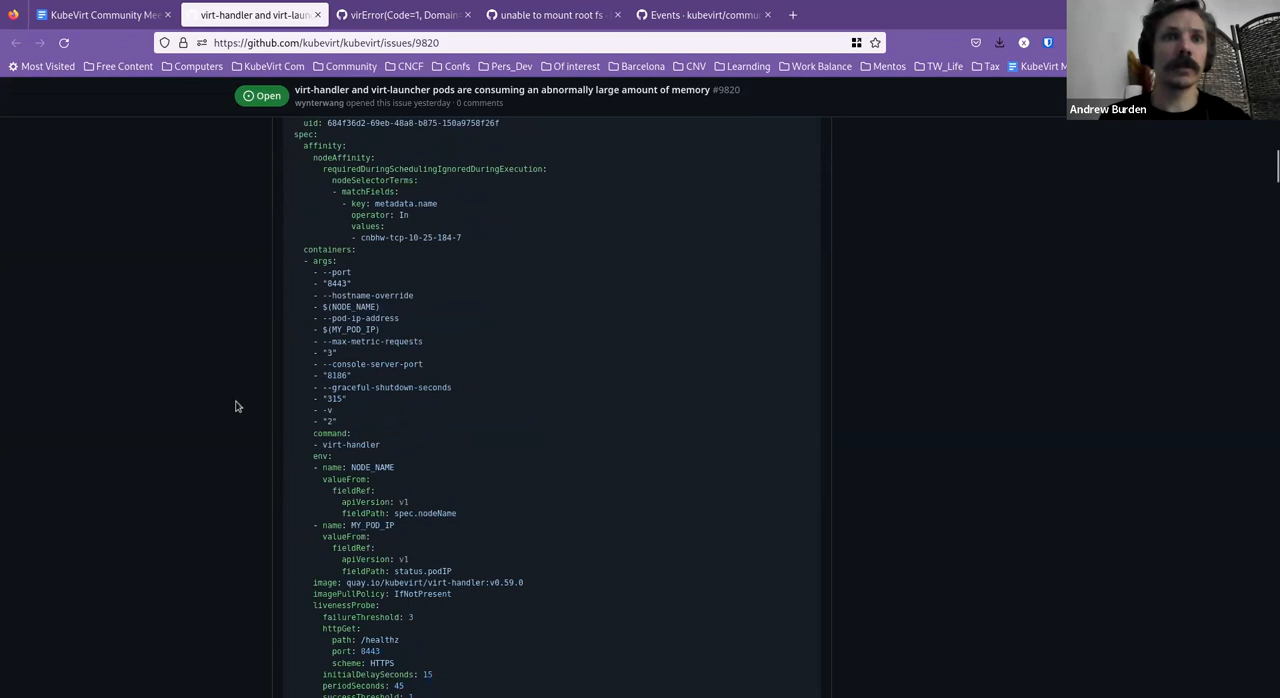 KubeVirt Community Mee
virt-handler and virt-laun
virError(Code=1, Domain=
unable to mount root fs -
Events · kubevirt/commu
https://github.com/kubevirt/kubevirt/issues/9820
Most Visited
Free Content
Computers
KubeVirt Com
Community
CNCF
Confs
Pers_Dev
Of interest
Barcelona
CNV
Learnding
Work Balance
Mentos
TW_Life
Tax
KubeVirt M
Open
virt-handler and virt-launcher pods are consuming an abnormally large amount of memory #9820
wynterwang opened this issue yesterday · 0 comments
Andrew Burden
uid: 684f36d2-69eb-48a8-b875-150a9758f26f
spec:
affinity:
nodeAffinity:
requiredDuringSchedulingIgnoredDuringExecution:
nodeSelectorTerms:
- matchFields:
- key: metadata.name
operator: In
values:
- cnbhw-tcp-10-25-184-7
containers:
- args:
- --port
- "8443"
- --hostname-override
- $(NODE_NAME)
- --pod-ip-address
- $(MY_POD_IP)
- --max-metric-requests
- "3"
- --console-server-port
- "8186"
- --graceful-shutdown-seconds
- "315"
- -v
- "2"
command:
- virt-handler
env:
- name: NODE_NAME
valueFrom:
fieldRef:
apiVersion: v1
fieldPath: spec.nodeName
- name: MY_POD_IP
valueFrom:
fieldRef:
apiVersion: v1
fieldPath: status.podIP
image: quay.io/kubevirt/virt-handler:v0.59.0
imagePullPolicy: IfNotPresent
livenessProbe:
failureThreshold: 3
httpGet:
path: /healthz
port: 8443
scheme: HTTPS
initialDelaySeconds: 15
periodSeconds: 45
successThreshold: 1